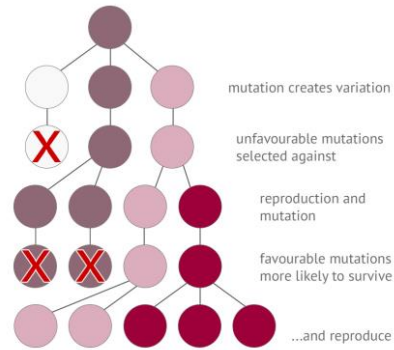 mutation creates variation
unfavourable mutations
selected against
reproduction and
mutation
favourable mutations
more likely to survive
...and reproduce